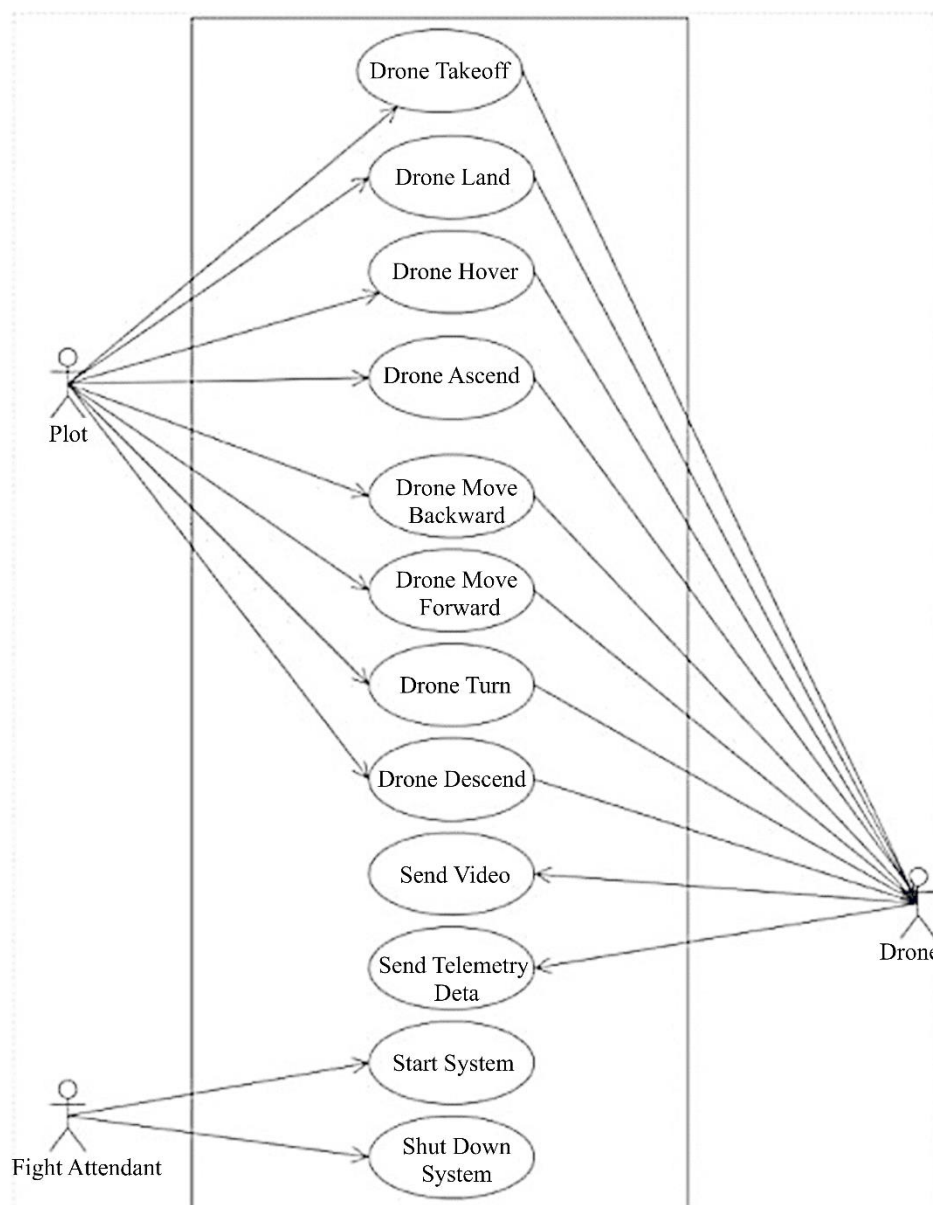 Drone Takeoff
Drone Land
Drone Hover
Drone Ascend
Plot
Drone Move
Backward
Drone Move
Forward
Drone Turn
Drone Descend
Send Video
Drone
Send Telemetry
Deta
Start System
Fight Attendant
Shut Down
System